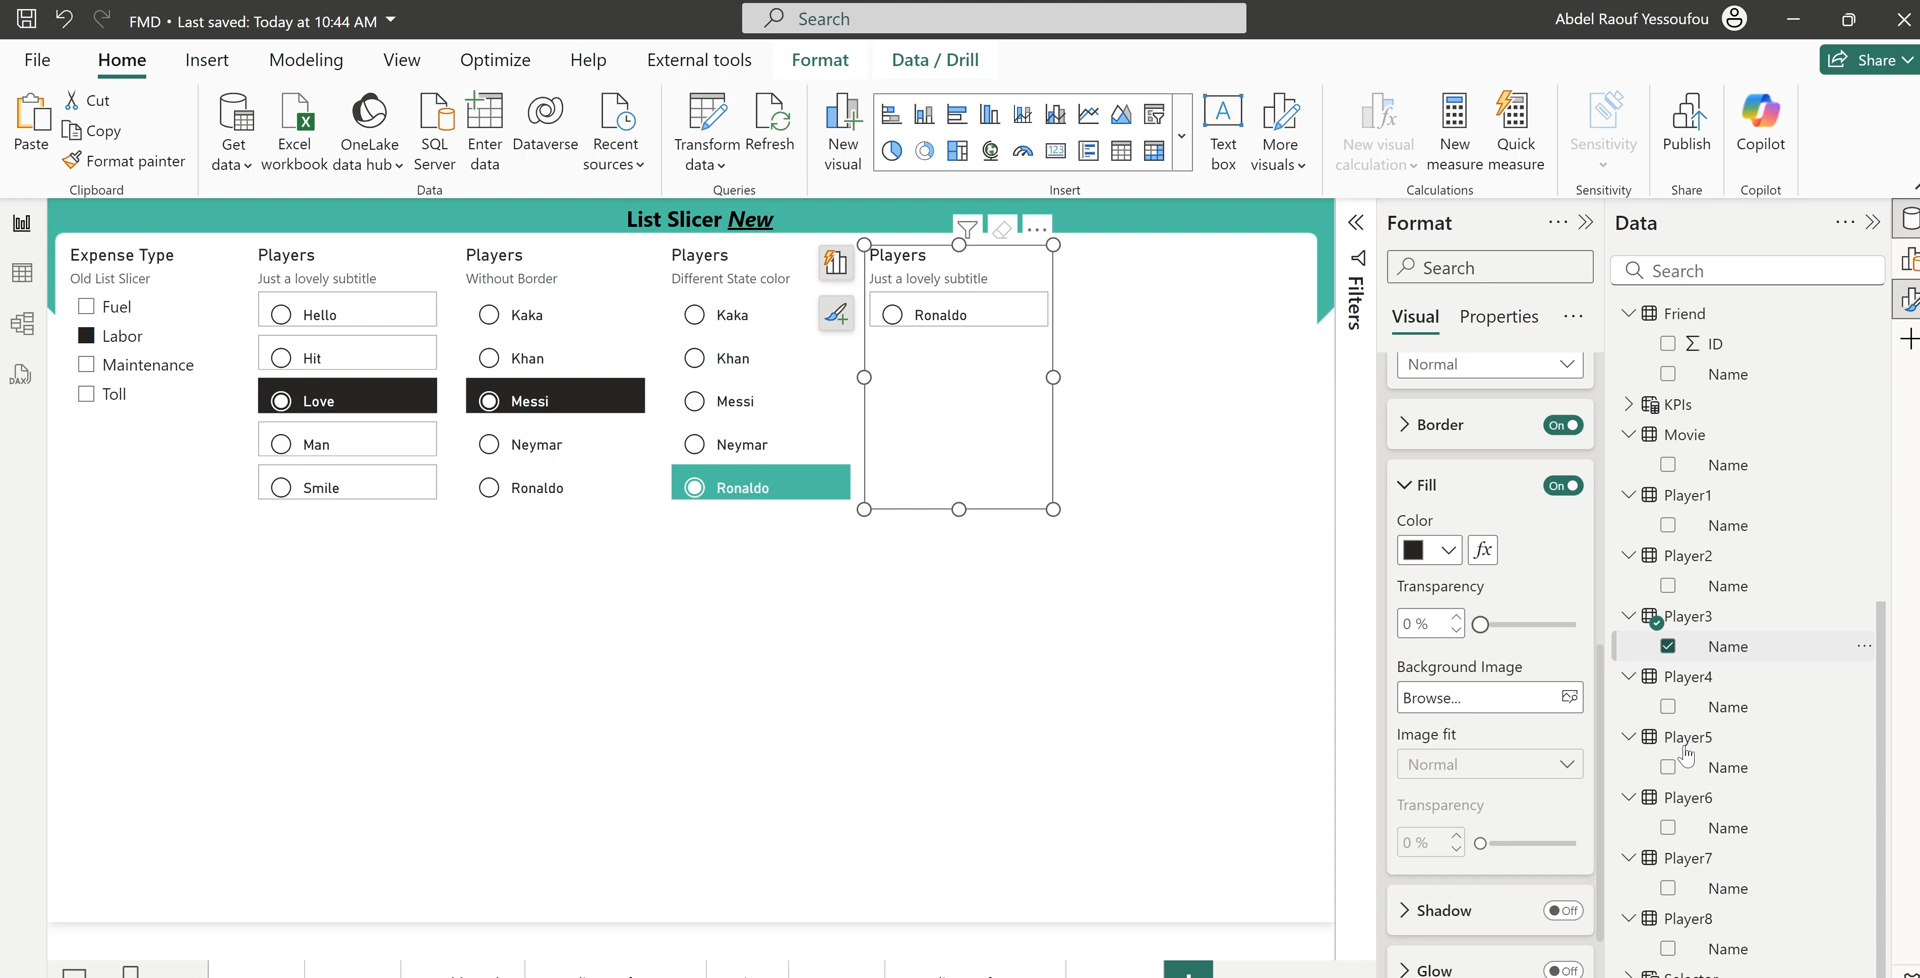 FMD • Last saved: Today at 10:44 AM
Search
Abdel Raouf Yessoufou
File Home Insert Modeling View Optimize Help External tools Format Data / Drill
Share
Paste
Cut
Copy
Format painter
Clipboard
Get data
Excel workbook
OneLake data hub
SQL Server
Enter data
Dataverse
Recent sources
Data
Transform data
Refresh
Queries
New visual
123
A
Text box
More visuals
Insert
New visual calculation
New measure
Quick measure
Calculations
Sensitivity
Sensitivity
Publish
Share
Copilot
Copilot
DAX
List Slicer New
Expense Type
Old List Slicer
Fuel
Labor
Maintenance
Toll
Players
Just a lovely subtitle
Hello
Hit
Love
Man
Smile
Players
Without Border
Kaka
Khan
Messi
Neymar
Ronaldo
Players
Different State color
Kaka
Khan
Messi
Neymar
Ronaldo
Players
Just a lovely subtitle
Ronaldo
Filters
Format
Search
Visual Properties
Normal
Border On
Fill On
Color
fx
Transparency
0 %
Background Image
Browse...
Image fit
Normal
Transparency
0 %
Shadow Off
Glow Off
Data
Search
Friend
ID
Name
KPIs
Movie
Name
Player1
Name
Player2
Name
Player3
Name
Player4
Name
Player5
Name
Player6
Name
Player7
Name
Player8
Name